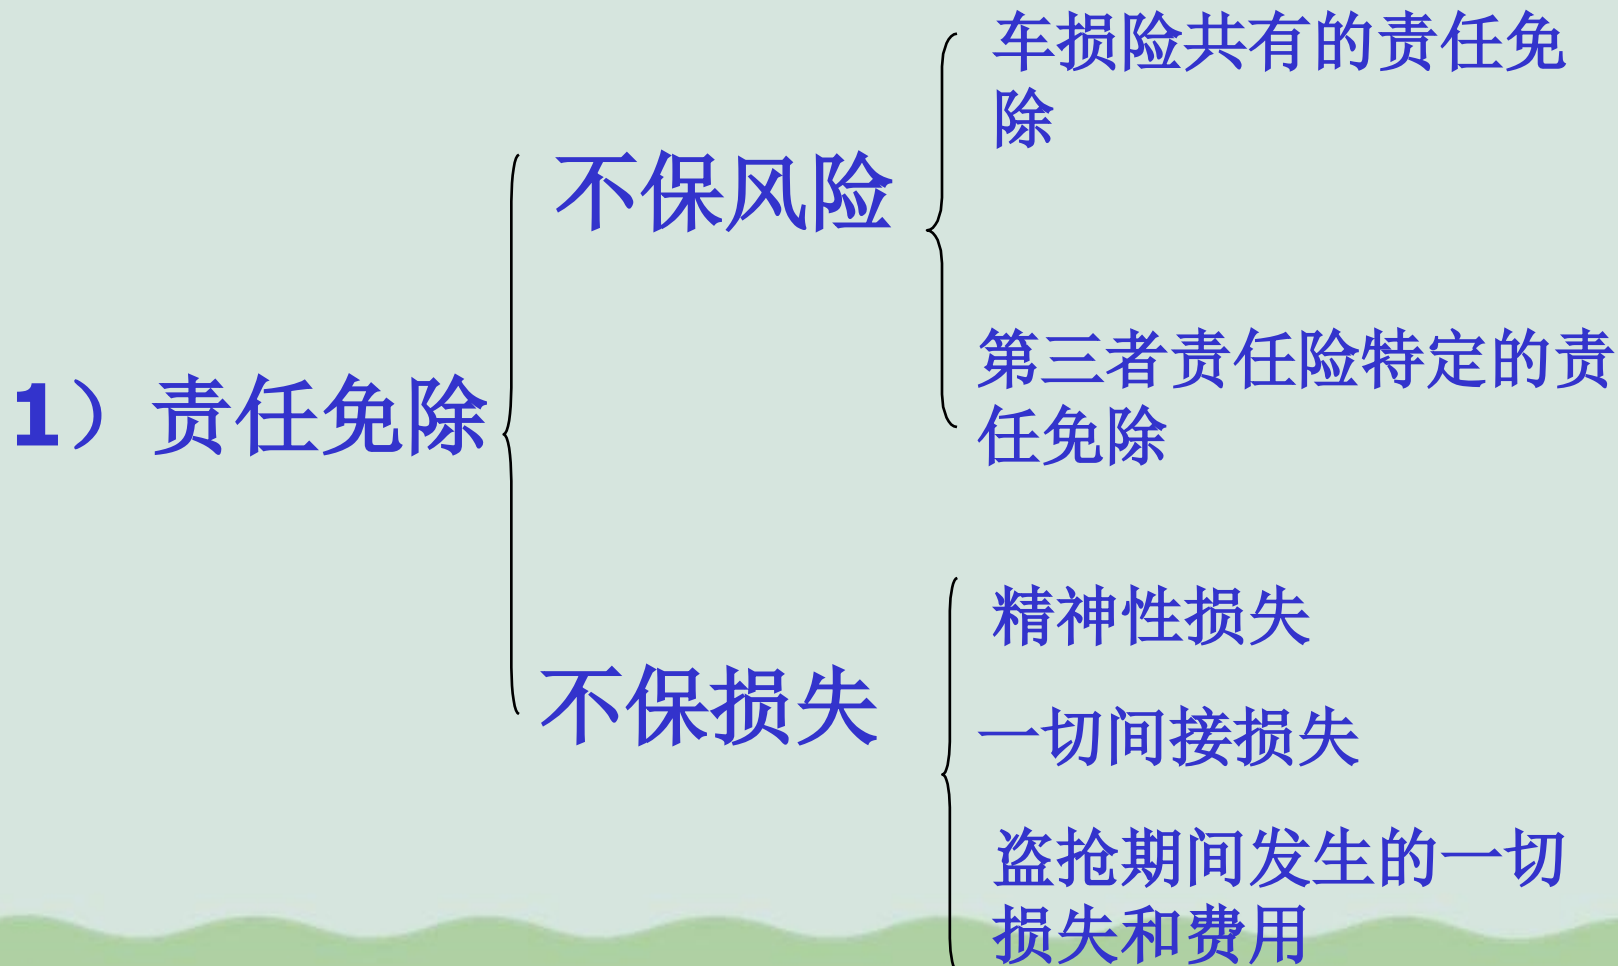 车损险共有的责任免
除
不保风险
第三者责任险特定的责
任免除
1）责任免除
精神性损失
不保损失
一切间接损失
盗抢期间发生的一切
损失和费用